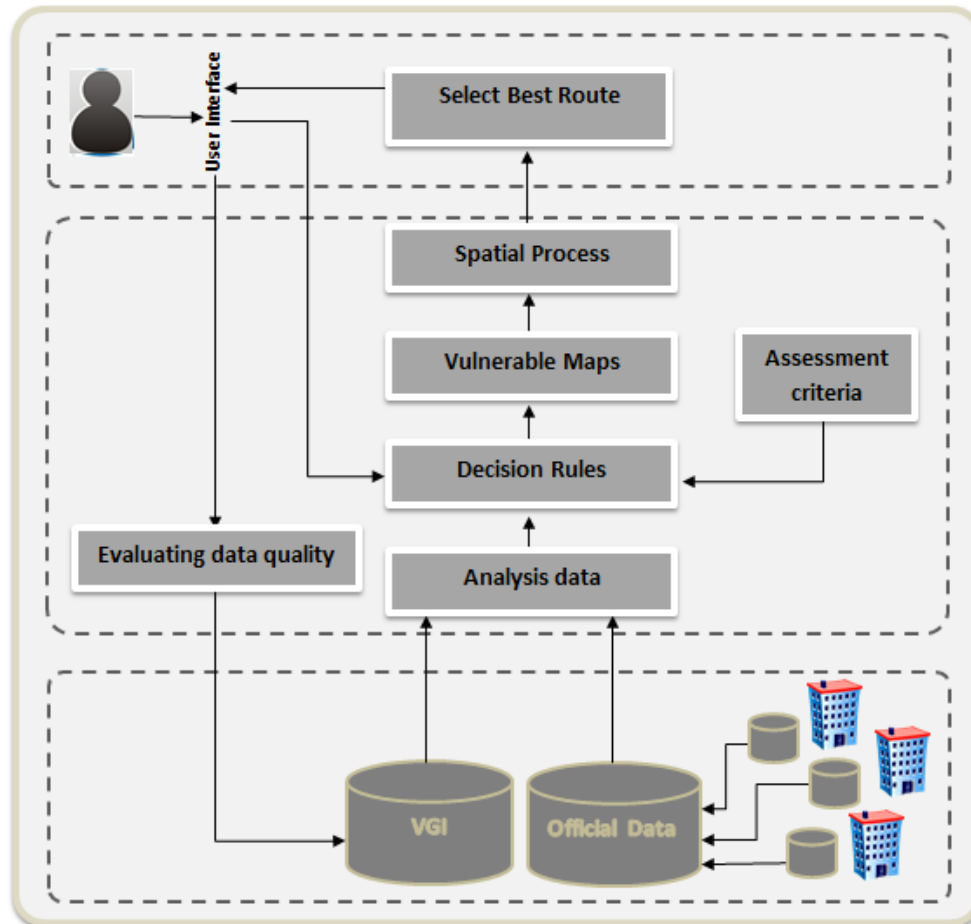 User Interface
Select Best Route
Spatial Process
Vulnerable Maps
Assessment
criteria
Decision Rules
Evaluating data quality
Analysis data
VGI
Official Data